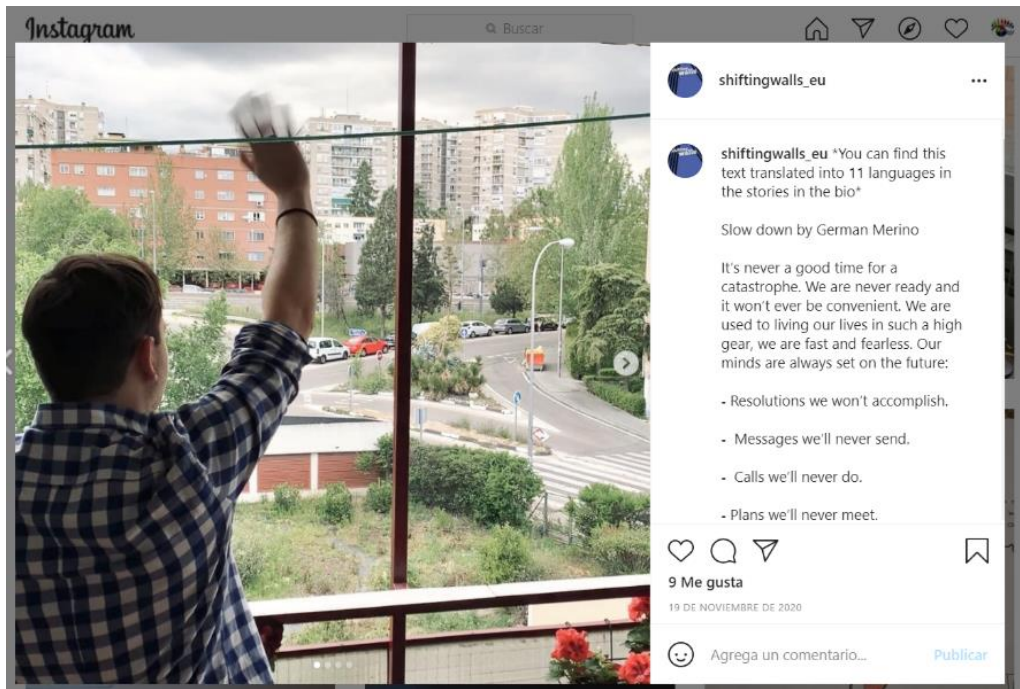 Instagram
Buscar
shiftingwalls_eu
shiftingwalls_eu *You can find this
text translated into 11 languages in
the stories in the bio*
Slow down by German Merino
It's never a good time for a
catastrophe. We are never ready and
it won't ever be convenient. We are
used to living our lives in such a high
gear, we are fast and fearless. Our
minds are always set on the future:
- Resolutions we won't accomplish.
- Messages we'll never send.
- Calls we'll never do.
- Plans we'll never meet.
9 Me gusta
19 DE NOVIEMBRE DE 2020
Agrega un comentario...
Publicar